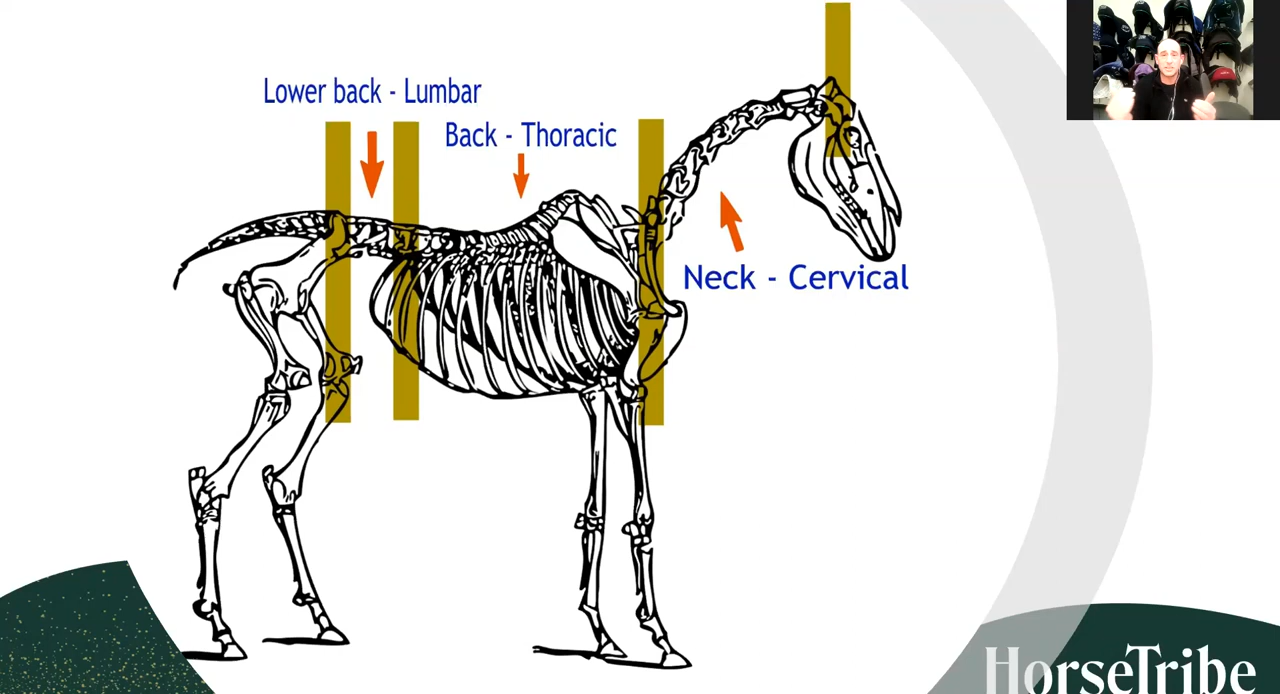 Lower back - Lumbar
Back - Thoracic
Neck - Cervical
HorseTribe